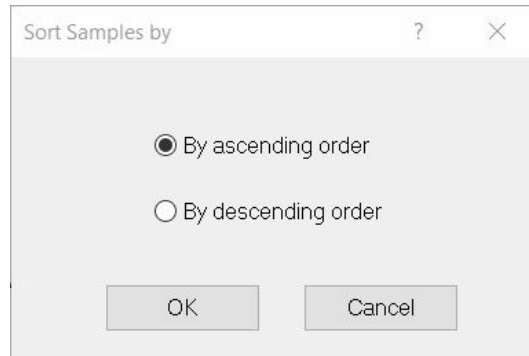 Sort Samples by ?
By ascending order
By descending order
OK Cancel